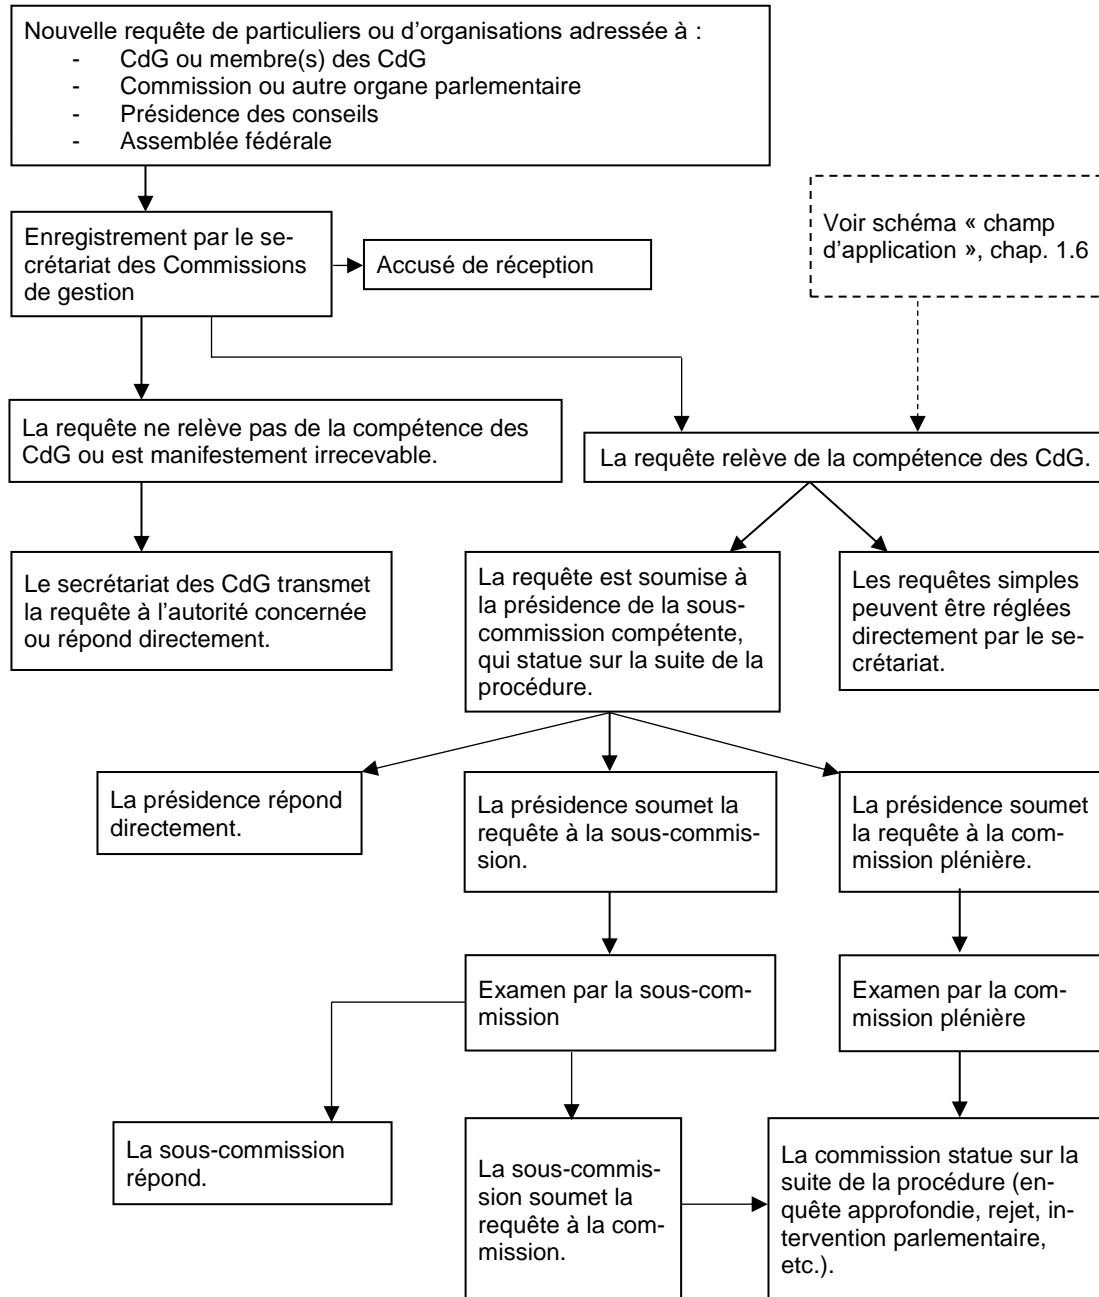 Nouvelle requête de particuliers ou d'organisations adressée à :
- CdG ou membre(s) des CdG
- Commission ou autre organe parlementaire
- Présidence des conseils
- Assemblée fédérale
Voir schéma « champ
d'application », chap. 1.6
Enregistrement par le se-
crétariat des Commissions
de gestion
Accusé de réception
La requête ne relève pas de la compétence des
CdG ou est manifestement irrecevable.
La requête relève de la compétence des CdG.
Le secrétariat des CdG transmet
la requête à l'autorité concernée
ou répond directement.
La requête est soumise à
la présidence de la sous-
commission compétente,
qui statue sur la suite de la
procédure.
Les requêtes simples
peuvent être réglées
directement par le se-
crétariat.
La présidence répond
directement.
La présidence soumet la
requête à la sous-commis-
sion.
La présidence soumet
la requête à la com-
mission plénière.
Examen par la sous-com-
mission
Examen par la com-
mission plénière
La sous-commission
répond.
La sous-commis-
sion soumet la
requête à la com-
mission.
La commission statue sur la
suite de la procédure (en-
quête approfondie, rejet, in-
tervention parlementaire,
etc.).